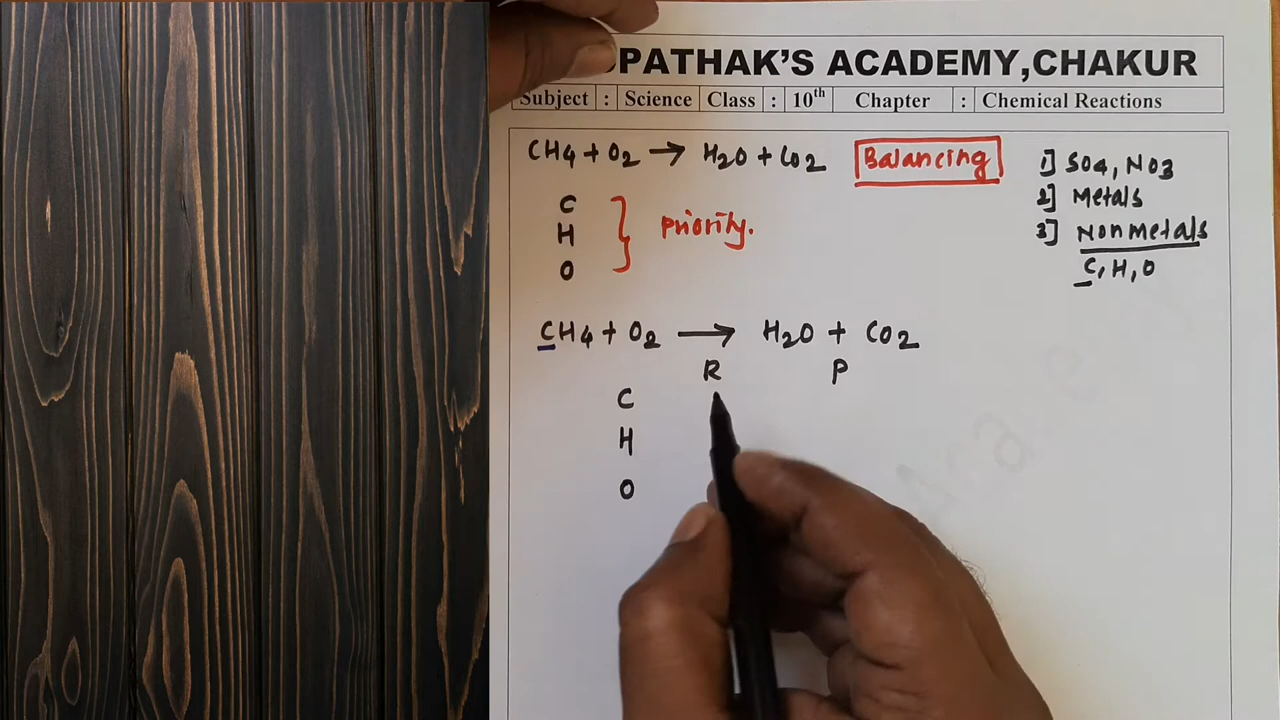 PATHAK'S ACADEMY,CHAKUR
Subject : Science Class : 10th Chapter : Chemical Reactions
CH4 + O2 → H2O + CO2 Balancing
1] SO4, NO3
2] Metals
3] Nonmetals
C, H, O
C
H
O
Priority.
CH4 + O2 → H2O + CO2
R P
C
H
O